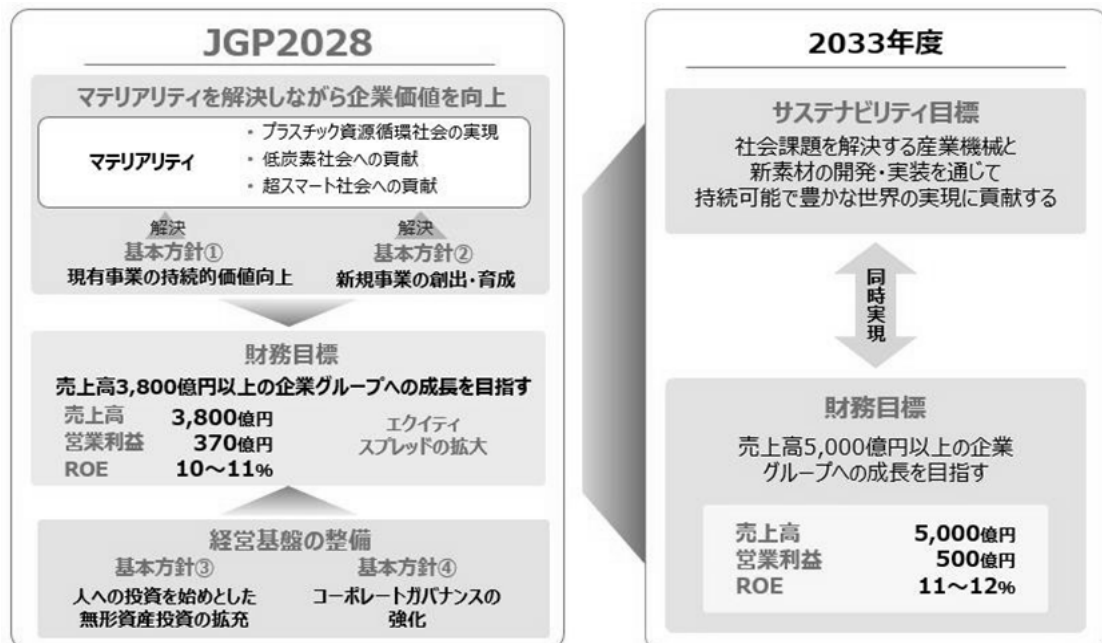 JGP2028
マテリアリティを解決しながら企業価値を向上
マテリアリティ
・プラスチック資源循環社会の実現
・低炭素社会への貢献
・超スマート社会への貢献
解決
基本方針①
現有事業の持続的価値向上
解決
基本方針②
新規事業の創出・育成
財務目標
売上高3,800億円以上の企業グループへの成長を目指す
売上高 3,800億円
営業利益 370億円
ROE 10～11%
エクイティ
スプレッドの拡大
経営基盤の整備
基本方針③
人への投資を始めとした
無形資産投資の拡充
基本方針④
コーポレートガバナンスの
強化
2033年度
サステナビリティ目標
社会課題を解決する産業機械と
新素材の開発・実装を通じて
持続可能で豊かな世界の実現に貢献する
同時実現
財務目標
売上高5,000億円以上の企業
グループへの成長を目指す
売上高 5,000億円
営業利益 500億円
ROE 11～12%